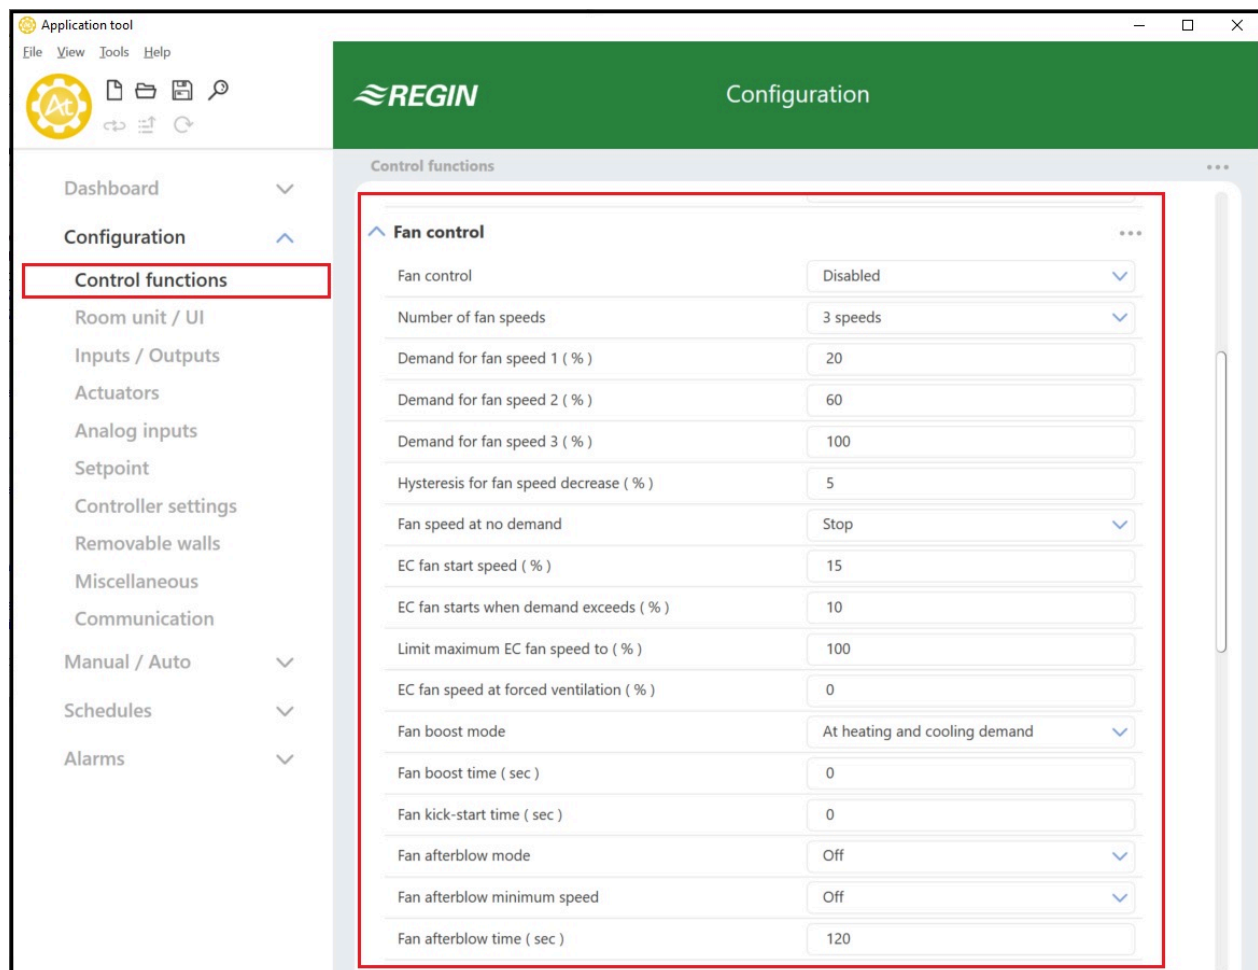 Application tool
File View Tools Help
At
REGIN
Configuration
Dashboard
Configuration
Control functions
Room unit / UI
Inputs / Outputs
Actuators
Analog inputs
Setpoint
Controller settings
Removable walls
Miscellaneous
Communication
Manual / Auto
Schedules
Alarms
Control functions
Fan control
Fan control Disabled
Number of fan speeds 3 speeds
Demand for fan speed 1 ( % ) 20
Demand for fan speed 2 ( % ) 60
Demand for fan speed 3 ( % ) 100
Hysteresis for fan speed decrease ( % ) 5
Fan speed at no demand Stop
EC fan start speed ( % ) 15
EC fan starts when demand exceeds ( % ) 10
Limit maximum EC fan speed to ( % ) 100
EC fan speed at forced ventilation ( % ) 0
Fan boost mode At heating and cooling demand
Fan boost time ( sec ) 0
Fan kick-start time ( sec ) 0
Fan afterblow mode Off
Fan afterblow minimum speed Off
Fan afterblow time ( sec ) 120